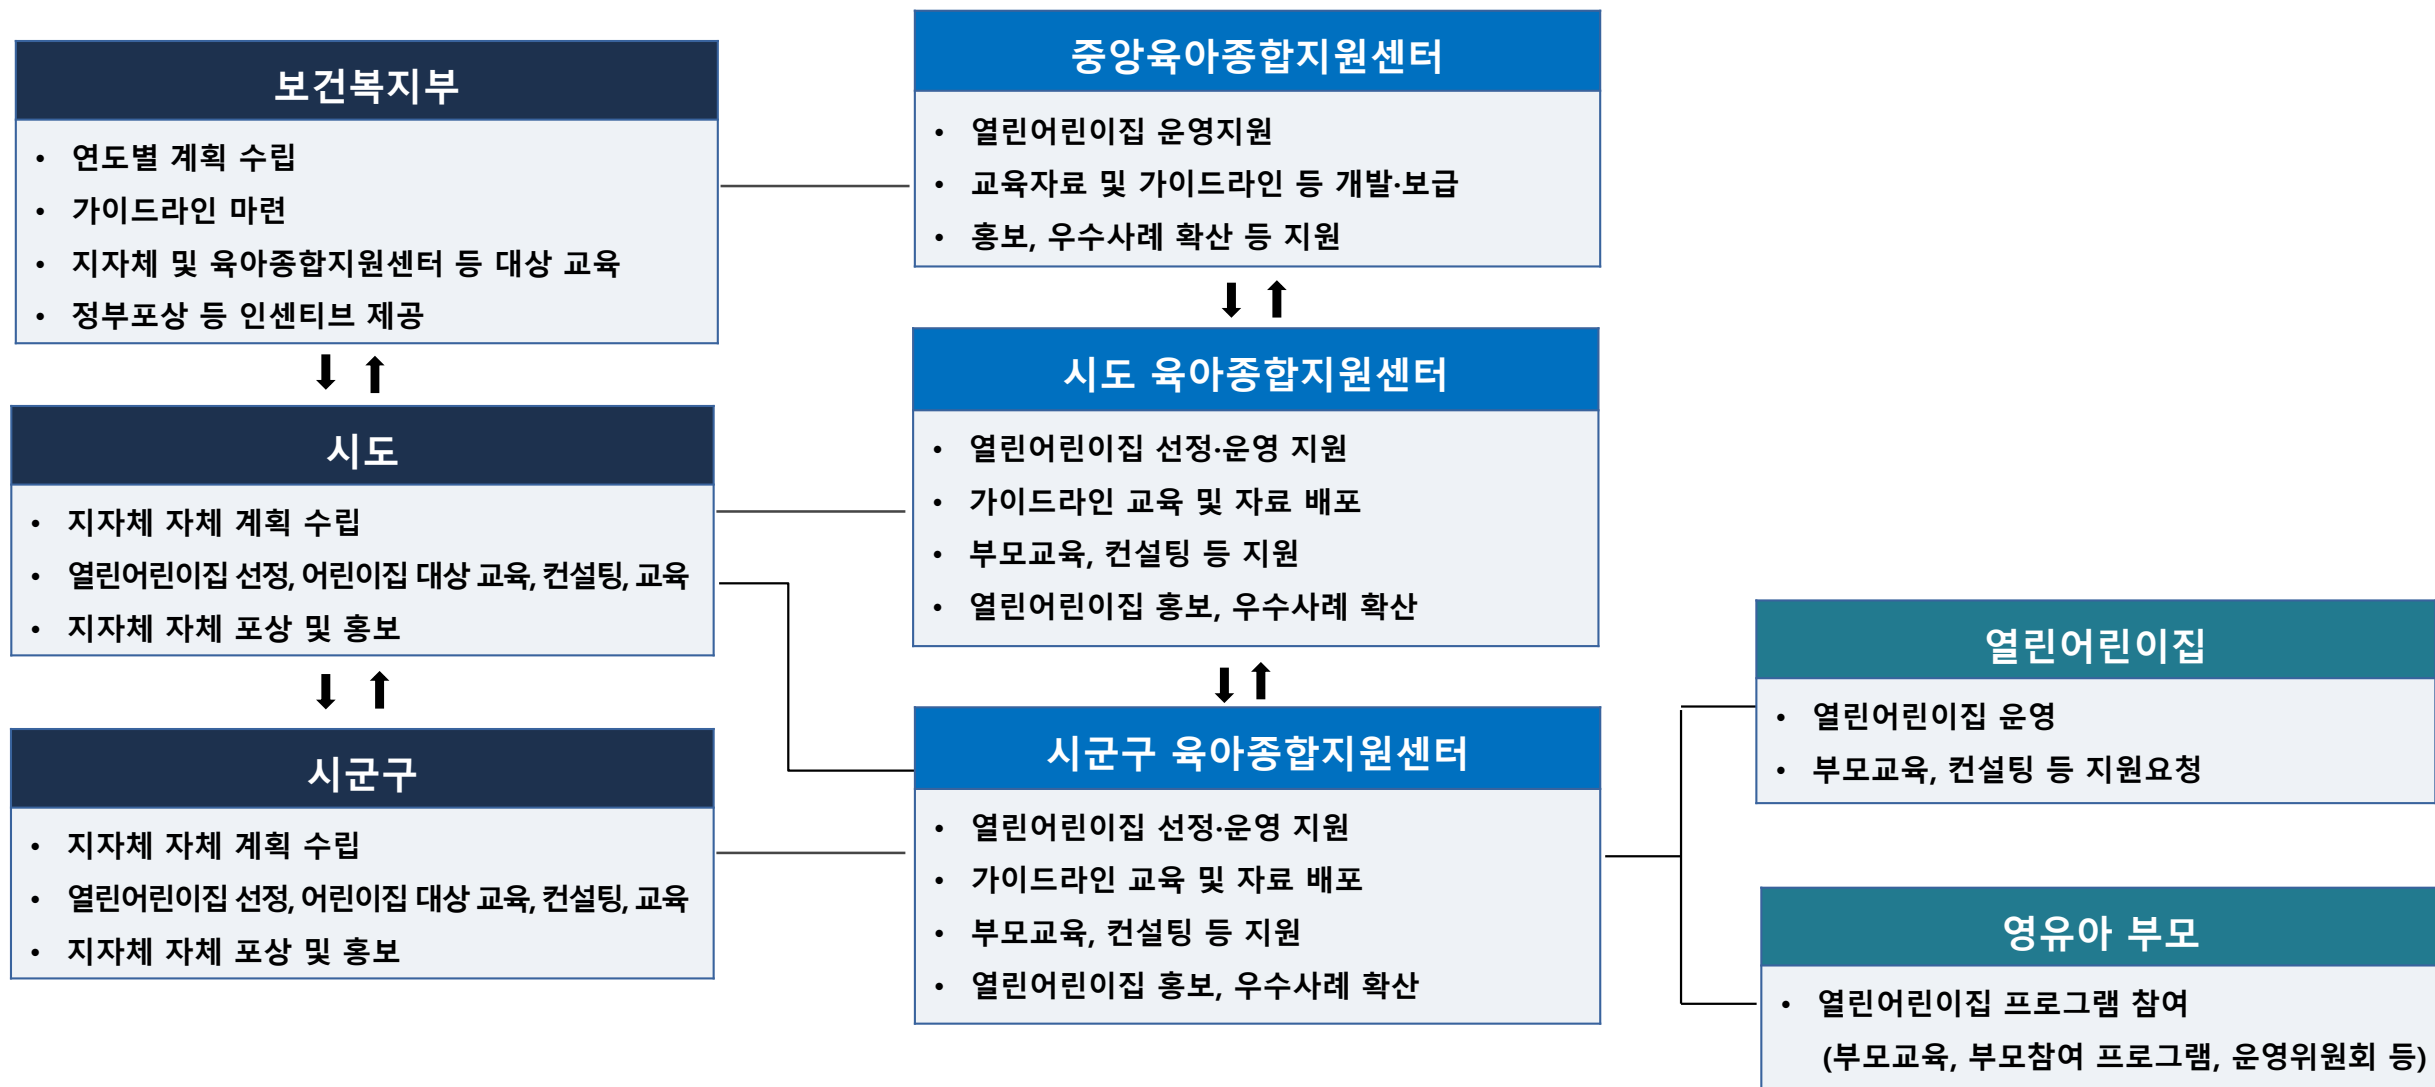 보건복지부
• 연도별 계획 수립
• 가이드라인 마련
• 지자체 및 육아종합지원센터 등 대상 교육
• 정부포상 등 인센티브 제공
시도
• 지자체 자체 계획 수립
• 열린어린이집 선정, 어린이집 대상 교육, 컨설팅, 교육
• 지자체 자체 포상 및 홍보
시군구
• 지자체 자체 계획 수립
• 열린어린이집 선정, 어린이집 대상 교육, 컨설팅, 교육
• 지자체 자체 포상 및 홍보
중앙육아종합지원센터
• 열린어린이집 운영지원
• 교육자료 및 가이드라인 등 개발·보급
• 홍보, 우수사례 확산 등 지원
시도 육아종합지원센터
• 열린어린이집 선정·운영 지원
• 가이드라인 교육 및 자료 배포
• 부모교육, 컨설팅 등 지원
• 열린어린이집 홍보, 우수사례 확산
시군구 육아종합지원센터
• 열린어린이집 선정·운영 지원
• 가이드라인 교육 및 자료 배포
• 부모교육, 컨설팅 등 지원
• 열린어린이집 홍보, 우수사례 확산
열린어린이집
• 열린어린이집 운영
• 부모교육, 컨설팅 등 지원요청
영유아 부모
• 열린어린이집 프로그램 참여
(부모교육, 부모참여 프로그램, 운영위원회 등)